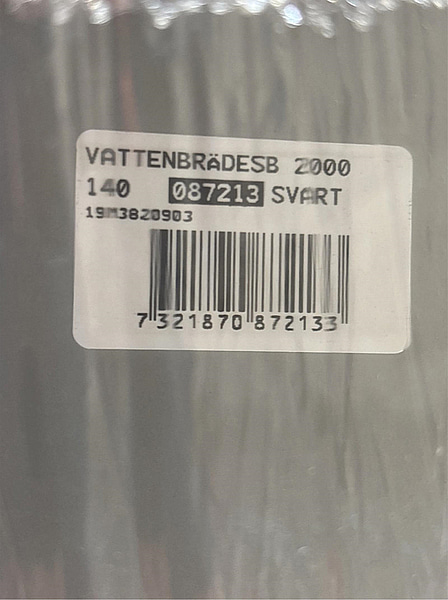 VATTENBRÄDESB 2000
140 087213 SVART
19M3820903
7 321870 872133